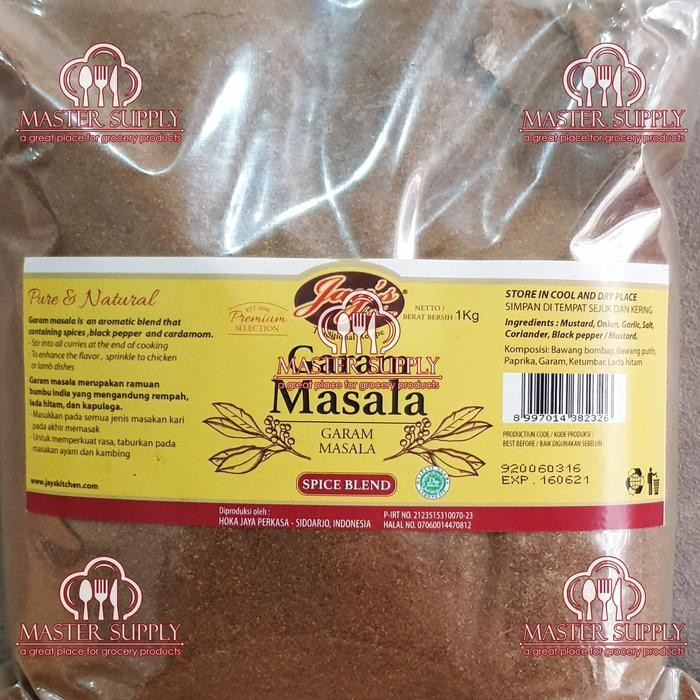 MASTER SUPPLY
a great place for grocery products
MASTER SUPPLY
a great place for grocery products
Pure & Natural
Garam masala is an aromatic blend that
containing spices ,black pepper and cardamom.
- Stir into all curries at the end of cooking
- To enhance the flavor , sprinkle to chicken
or lamb dishes
Garam masala merupakan ramuan
bumbu India yang mengandung rempah,
lada hitam, dan kapulaga.
- Masukkan pada semua jenis masakan kari
pada akhir memasak
- Untuk memperkuat rasa, taburkan pada
masakan ayam dan kambing
www.jayskitchen.com
EST. 2006
Premium
SELECTION
Jay's
NETTO /
BERAT BERSIH : 1Kg
MASTER SUPPLY
a great place for grocery products
Garam
Masala
GARAM
MASALA
SPICE BLEND
STORE IN COOL AND DRY PLACE
SIMPAN DI TEMPAT SEJUK DAN KERING
Ingredients : Mustard, Onion, Garlic, Salt,
Coriander, Black pepper / Mustard,
Komposisi: Bawang bombay, Bawang putih,
Paprika, Garam, Ketumbar, Lada hitam
8 997014 382326
PRODUCTION CODE / KODE PRODUKSI :
BEST BEFORE / BAIK DIGUNAKAN SEBELUM :
920060316
EXP. 160621
Diproduksi oleh :
HOKA JAYA PERKASA - SIDOARJO, INDONESIA
P-IRT NO. 2123515310070-23
HALAL NO. 07060014470812
MASTER SUPPLY
a great place for grocery products
MASTER SUPPLY
a great place for grocery products